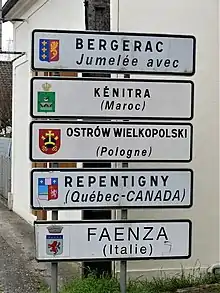 BERGERAC
Jumelée avec
KÉNITRA
(Maroc)
OSTRÓW WIELKOPOLSKI
(Pologne)
REPENTIGNY
(Québec-CANADA)
FAENZA
(Italie)